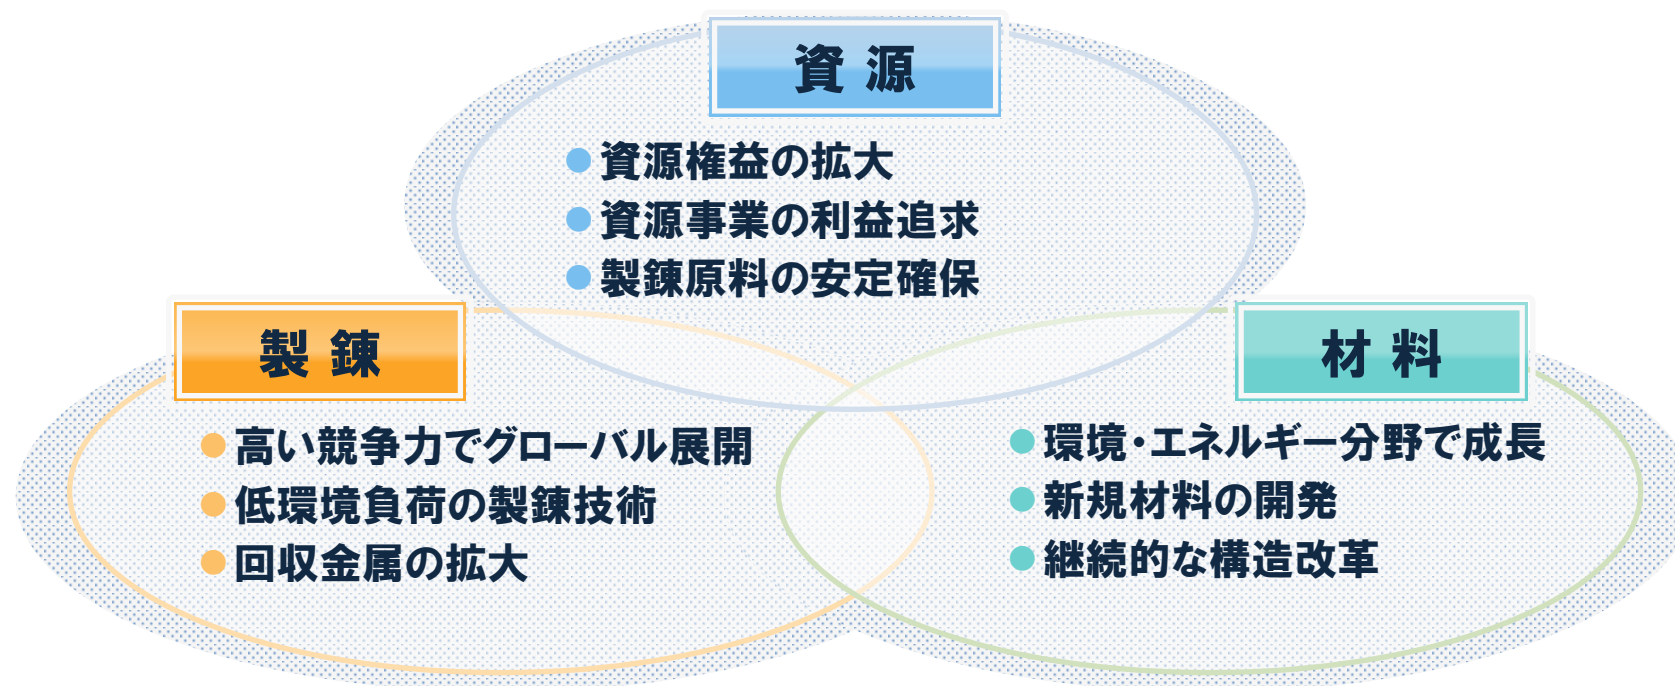 資源
資源権益の拡大
資源事業の利益追求
製錬原料の安定確保
製錬
高い競争力でグローバル展開
低環境負荷の製錬技術
回収金属の拡大
材料
環境・エネルギー分野で成長
新規材料の開発
継続的な構造改革